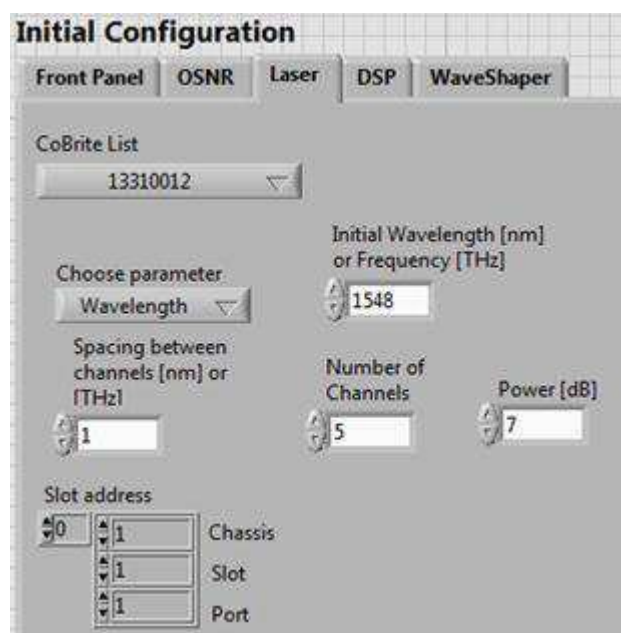 Initial Configuration
Front Panel OSNR Laser DSP WaveShaper
CoBrite List
13310012
Initial Wavelength [nm]
or Frequency [THz]
1548
Choose parameter
Wavelength
Spacing between
channels [nm] or
[THz]
1
Number of
Channels
5
Power [dB]
7
Slot address
0
1 Chassis
1 Slot
1 Port